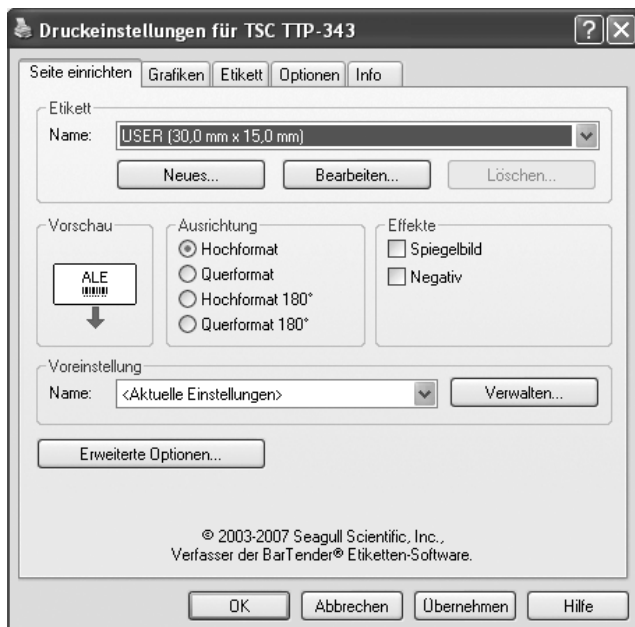 Druckeinstellungen für TSC TTP-343
Seite einrichten Grafiken Etikett Optionen Info
Etikett
Name: USER (30,0 mm x 15,0 mm)
Neues... Bearbeiten... Löschen...
Vorschau
ALE
Ausrichtung
Hochformat
Querformat
Hochformat 180°
Querformat 180°
Effekte
Spiegelbild
Negativ
Voreinstellung
Name: <Aktuelle Einstellungen> Verwalten...
Erweiterte Optionen...
© 2003-2007 Seagull Scientific, Inc.,
Verfasser der BarTender® Etiketten-Software.
OK Abbrechen Übernehmen Hilfe